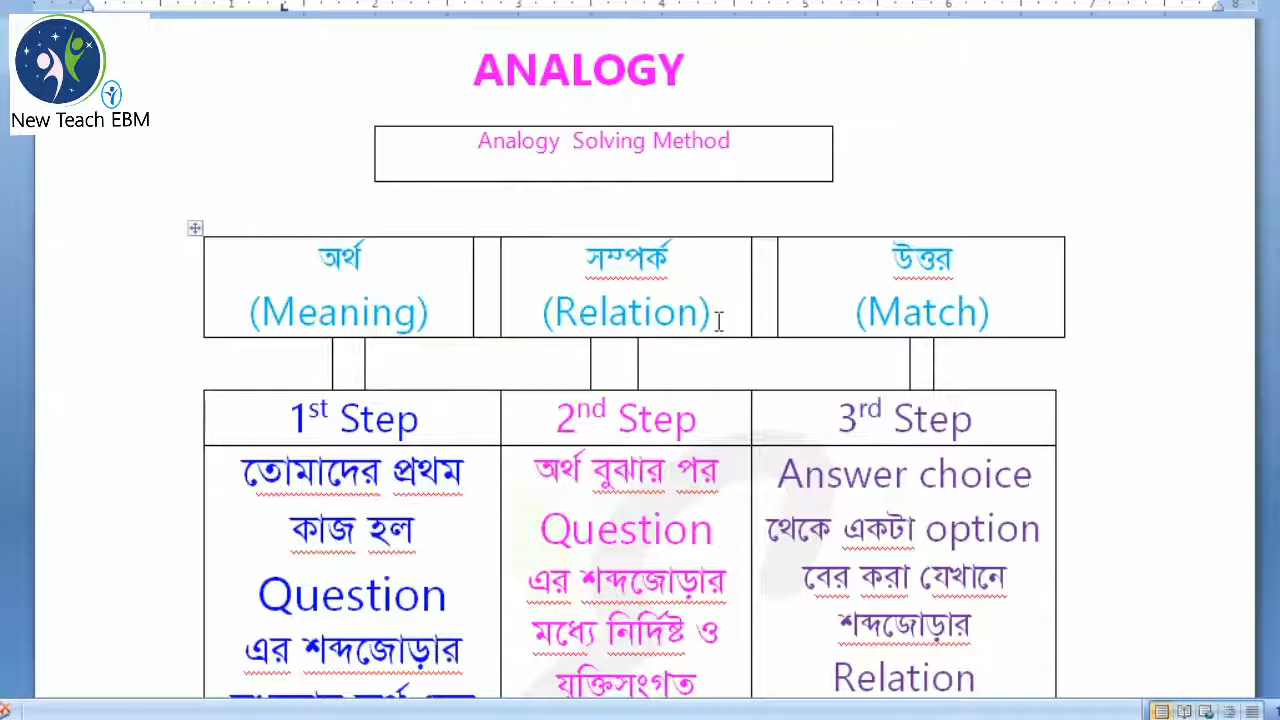 New Teach EBM
ANALOGY
Analogy Solving Method
অর্থ
(Meaning)
সম্পর্ক
(Relation)
উত্তর
(Match)
1st Step
2nd Step
3rd Step
তোমাদের প্রথম
কাজ হল
Question
এর শব্দজোড়ার
অর্থ বুঝার পর
Question
এর শব্দজোড়ার
মধ্যে নির্দিষ্ট ও
যুক্তিসংগত
Answer choice
থেকে একটা option
বের করা যেখানে
শব্দজোড়ার
Relation